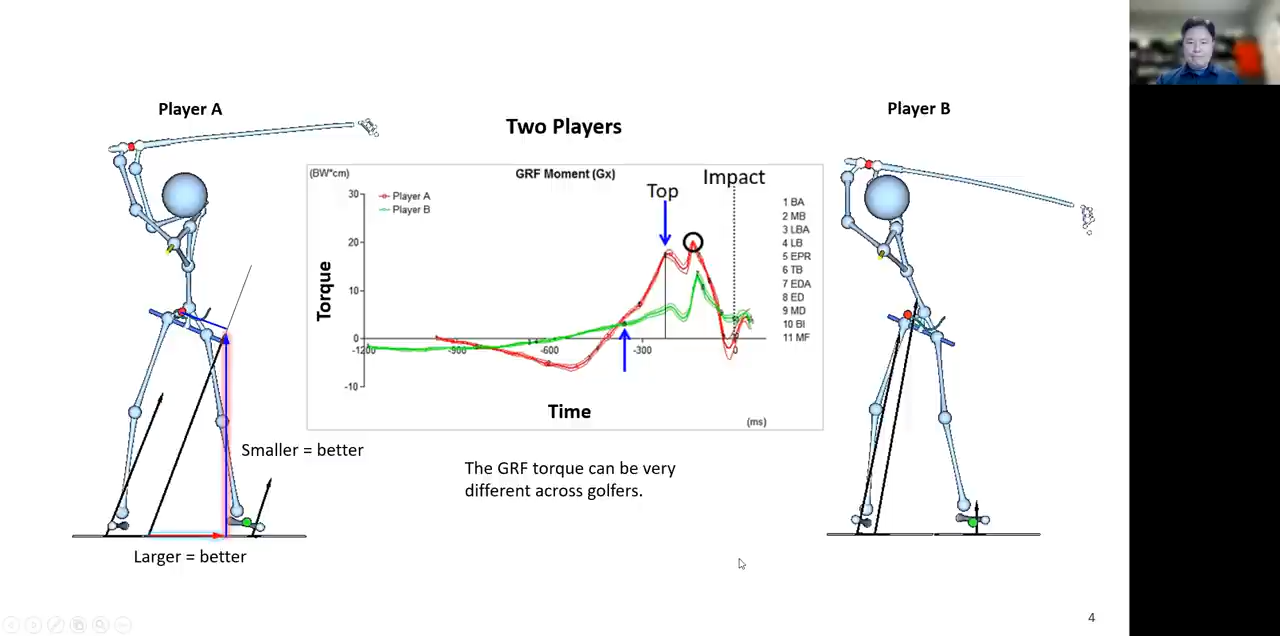 Player A
Two Players
Player B
(BW*cm)
GRF Moment (Gx)
Player A
Player B
Top
Impact
30
20
10
0
-10
-1200
-900
-600
-300
0
Torque
Time
(ms)
1 BA
2 MB
3 LBA
4 LB
5 EPR
6 TB
7 EDA
8 ED
9 MD
10 BI
11 MF
Smaller = better
The GRF torque can be very
different across golfers.
Larger = better
4